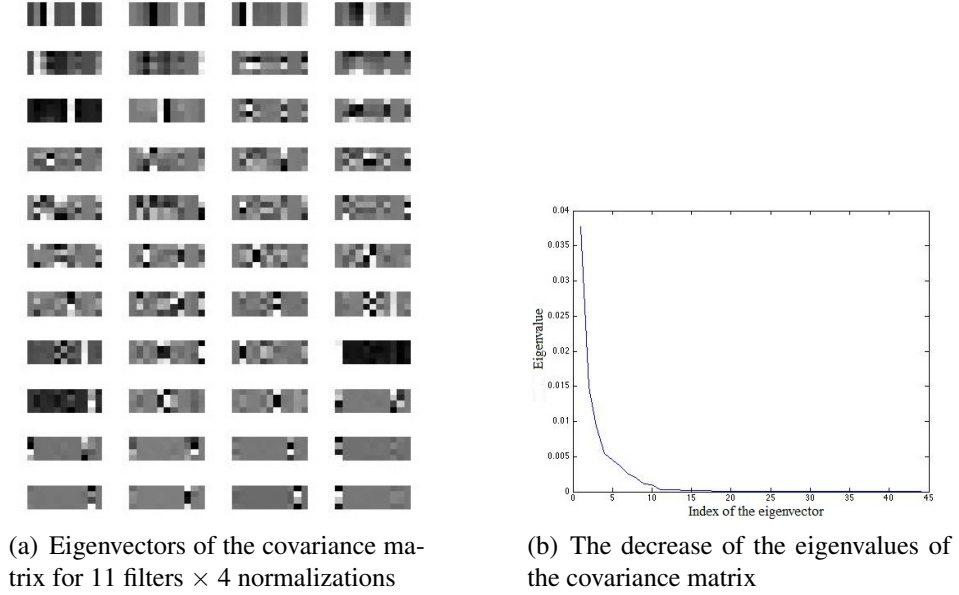 0.04
0.035
0.03
0.025
0.02
0.015
0.01
0.005
0
Eigenvalue
0 5 10 15 20 25 30 35 40 45
Index of the eigenvector
(a) Eigenvectors of the covariance ma-
trix for 11 filters × 4 normalizations
(b) The decrease of the eigenvalues of
the covariance matrix